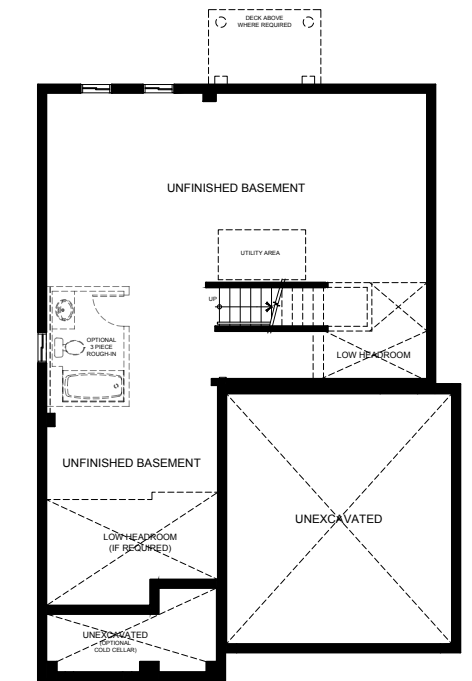 DECK ABOVE
WHERE REQUIRED
UNFINISHED BASEMENT
UTILITY AREA
UP
OPTIONAL
3 PIECE
ROUGH-IN
LOW HEADROOM
UNFINISHED BASEMENT
UNEXCAVATED
LOW HEADROOM
(IF REQUIRED)
UNEXCAVATED
(OPTIONAL
COLD CELLAR)